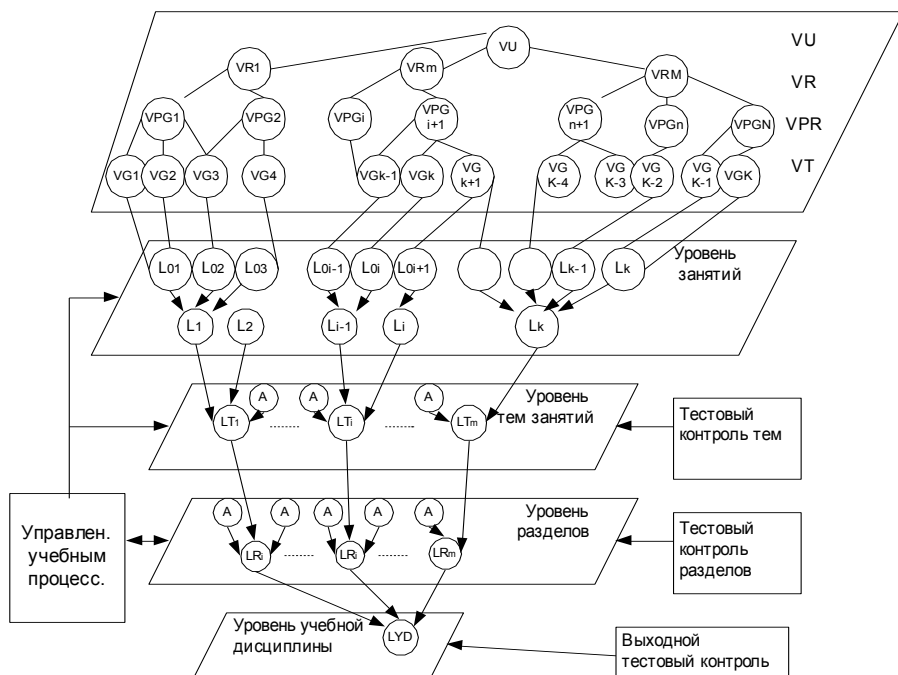 VU
VU
VR1
VRm
VRM
VR
VPG1
VPG2
VPGi
VPG
i+1
VPG
n+1
VPGn
VPGN
VPR
VG1
VG2
VG3
VG4
VGk-1
VGk
VG
k+1
VG
K-4
VG
K-3
VG
K-2
VG
K-1
VGK
VT
Уровень
занятий
L01
L02
L03
L0i-1
L0i
L0i+1
Lk-1
Lk
L1
L2
Li-1
Li
Lk
Уровень
тем занятий
A
A
A
LT1
........
LTi
........
LTm
Тестовый
контроль тем
Управлен.
учебным
процесс.
Уровень
разделов
A
A
A
A
A
LRi
........
LRi
........
LRm
Тестовый
контроль
разделов
Уровень учебной
дисциплины
LYD
Выходной
тестовый контроль